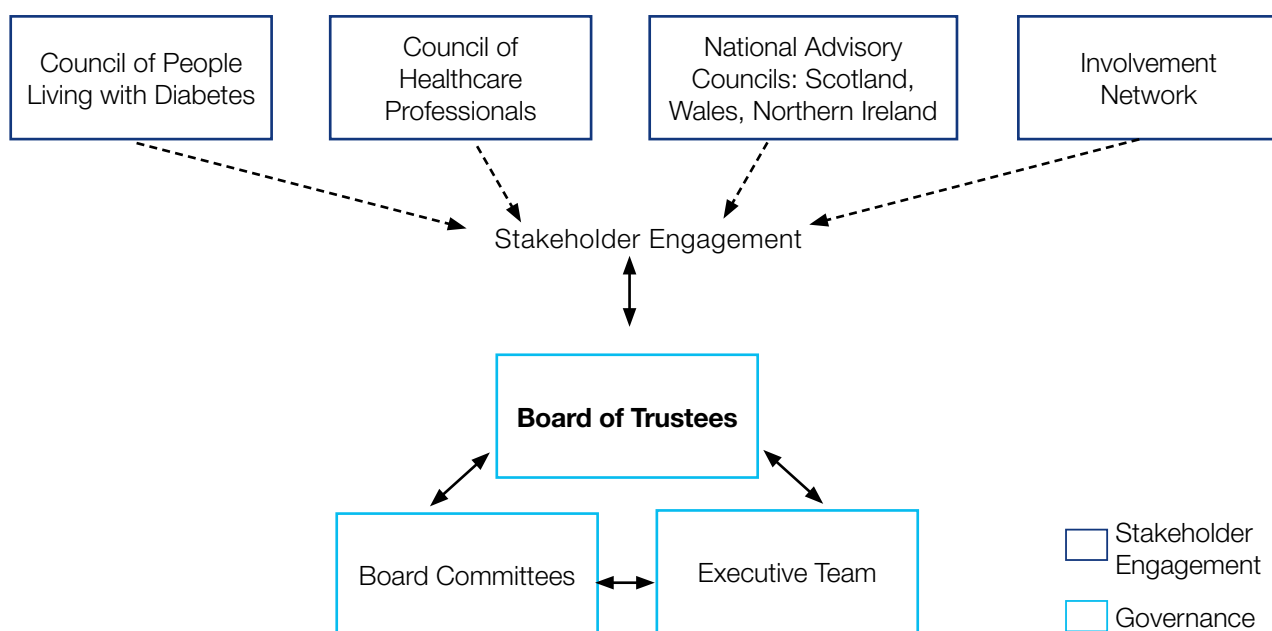 Council of People
Living with Diabetes
Council of
Healthcare
Professionals
National Advisory
Councils: Scotland,
Wales, Northern Ireland
Involvement
Network
Stakeholder Engagement
Board of Trustees
Board Committees
Executive Team
Stakeholder
Engagement
Governance